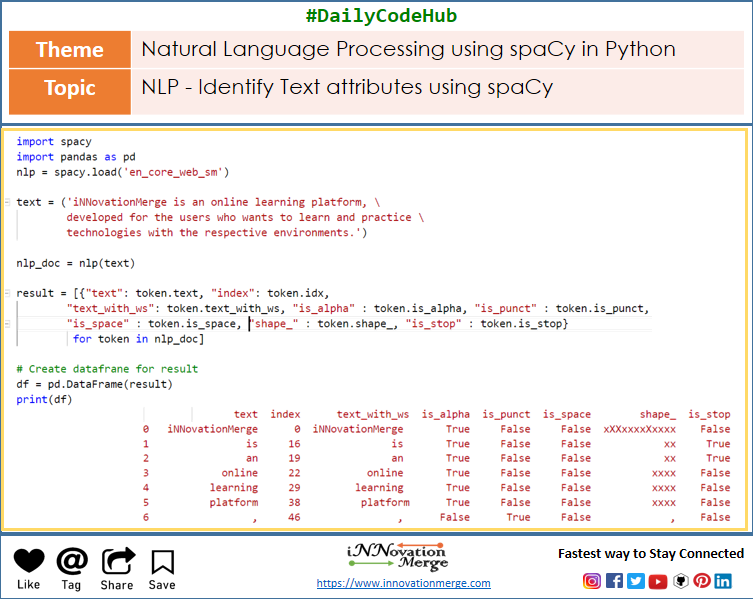 #DailyCodeHub
Theme Natural Language Processing using spaCy in Python
Topic NLP - Identify Text attributes using spaCy
import spacy
import pandas as pd
nlp = spacy.load('en_core_web_sm')
text = ('iNNovationMerge is an online learning platform, \
developed for the users who wants to learn and practice \
technologies with the respective environments.')
nlp_doc = nlp(text)
result = [{"text": token.text, "index": token.idx,
"text_with_ws": token.text_with_ws, "is_alpha" : token.is_alpha, "is_punct" : token.is_punct,
"is_space" : token.is_space, "shape_" : token.shape_, "is_stop" : token.is_stop}
for token in nlp_doc]
# Create datafrane for result
df = pd.DataFrame(result)
print(df)
text index text_with_ws is_alpha is_punct is_space shape_ is_stop
0 iNNovationMerge 0 iNNovationMerge True False False xXXxxxxXxxxx False
1 is 16 is True False False xx True
2 an 19 an True False False xx True
3 online 22 online True False False xxxx False
4 learning 29 learning True False False xxxx False
5 platform 38 platform True False False xxxx False
6 , 46 , False True False , False
Like Tag Share Save
iNNovation
Merge
https://www.innovationmerge.com
Fastest way to Stay Connected